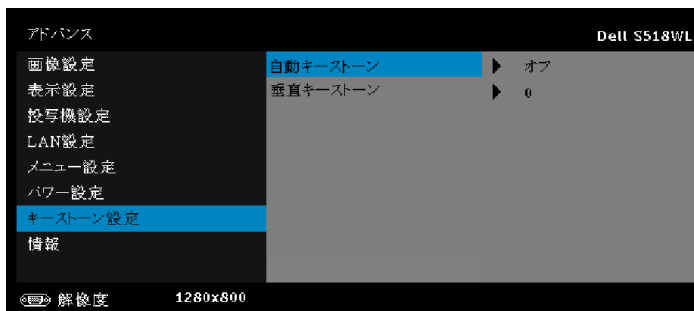 アドバンス Dell S518WL
画像設定 自動キーストーン オフ
表示設定 垂直キーストーン 0
投写機設定
LAN設定
メニュー設定
パワー設定
キーストーン設定
情報
解像度 1280x800